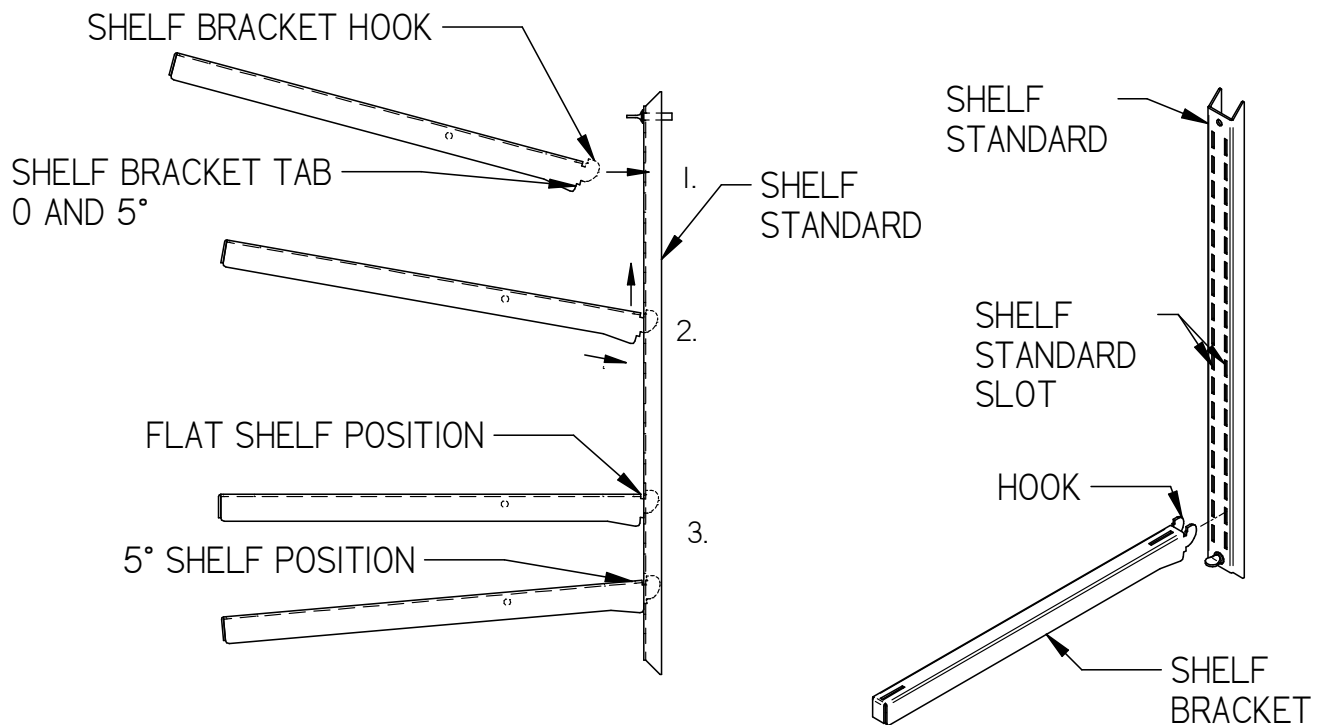 SHELF BRACKET HOOK
SHELF BRACKET TAB
0 AND 5°
1.
SHELF
STANDARD
2.
FLAT SHELF POSITION
3.
5° SHELF POSITION
SHELF
STANDARD
SHELF
STANDARD
SLOT
HOOK
SHELF
BRACKET